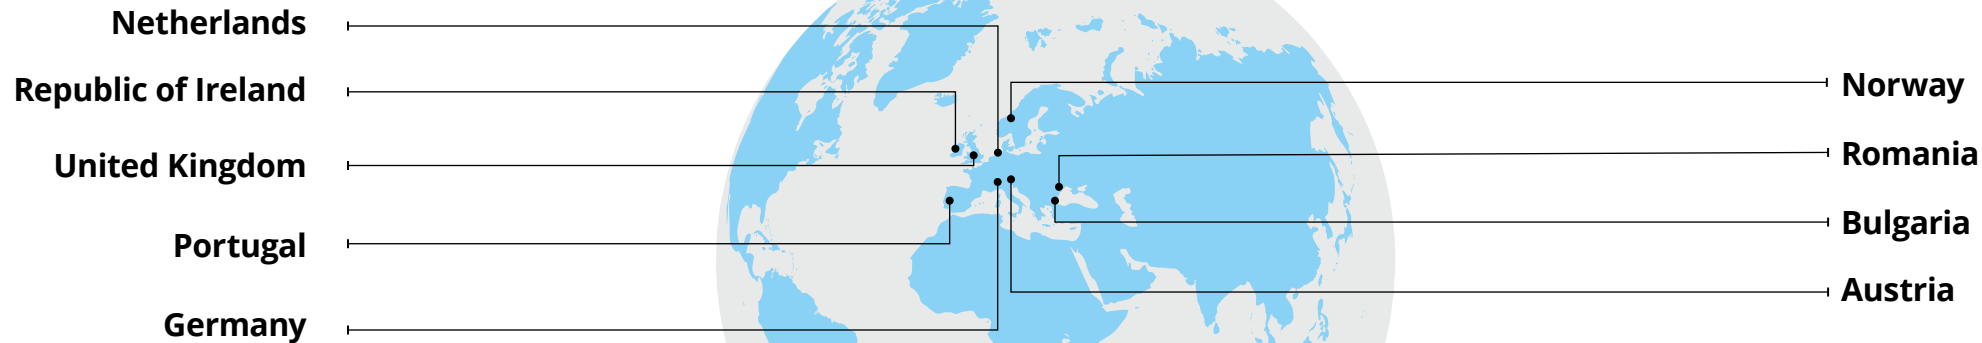 Netherlands
Republic of Ireland
United Kingdom
Portugal
Germany
Norway
Romania
Bulgaria
Austria